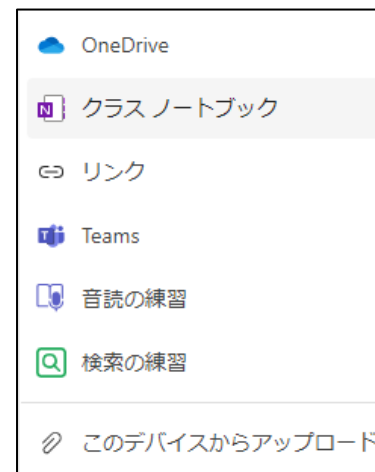 OneDrive
クラス ノートブック
リンク
Teams
音読の練習
検索の練習
このデバイスからアップロード